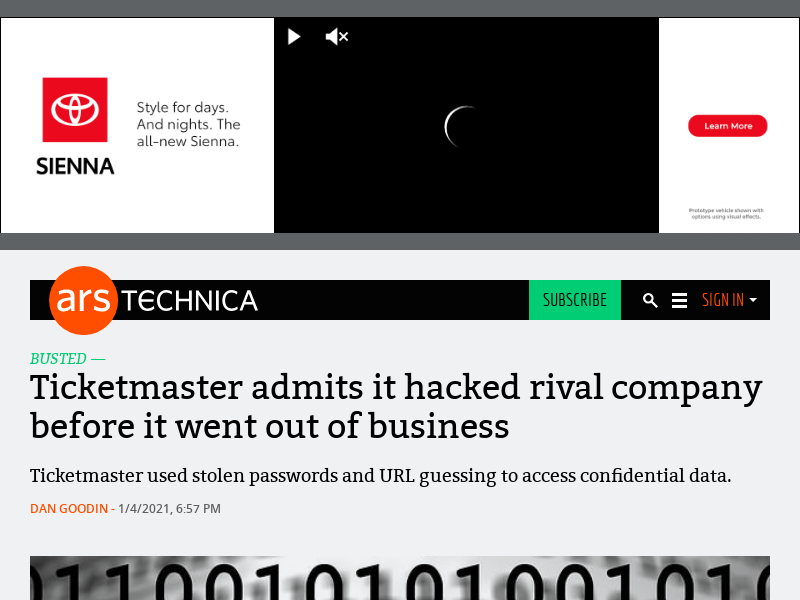 Style for days.
And nights. The
all-new Sienna.
SIENNA
Learn More
Prototype vehicle shown with
options using visual effects.
ars TECHNICA
SUBSCRIBE
SIGN IN
BUSTED —
Ticketmaster admits it hacked rival company
before it went out of business
Ticketmaster used stolen passwords and URL guessing to access confidential data.
DAN GOODIN - 1/4/2021, 6:57 PM
011001010100101010